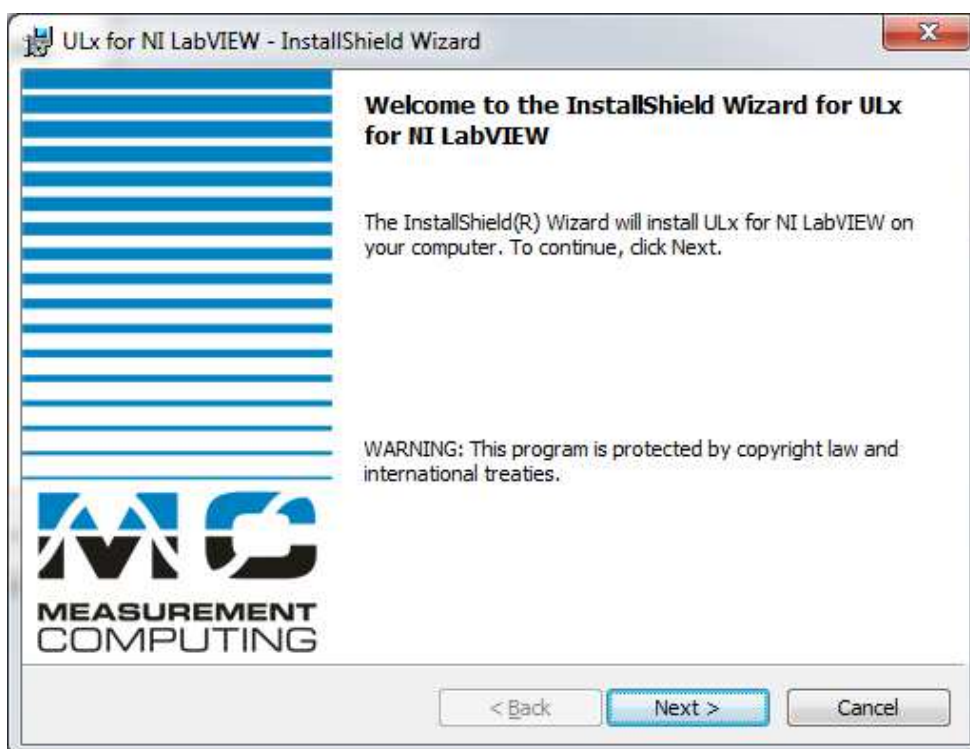 ULx for NI LabVIEW - InstallShield Wizard
Welcome to the InstallShield Wizard for ULx
for NI LabVIEW
The InstallShield(R) Wizard will install ULx for NI LabVIEW on
your computer. To continue, click Next.
WARNING: This program is protected by copyright law and
international treaties.
MC
MEASUREMENT
COMPUTING
< Back
Next >
Cancel